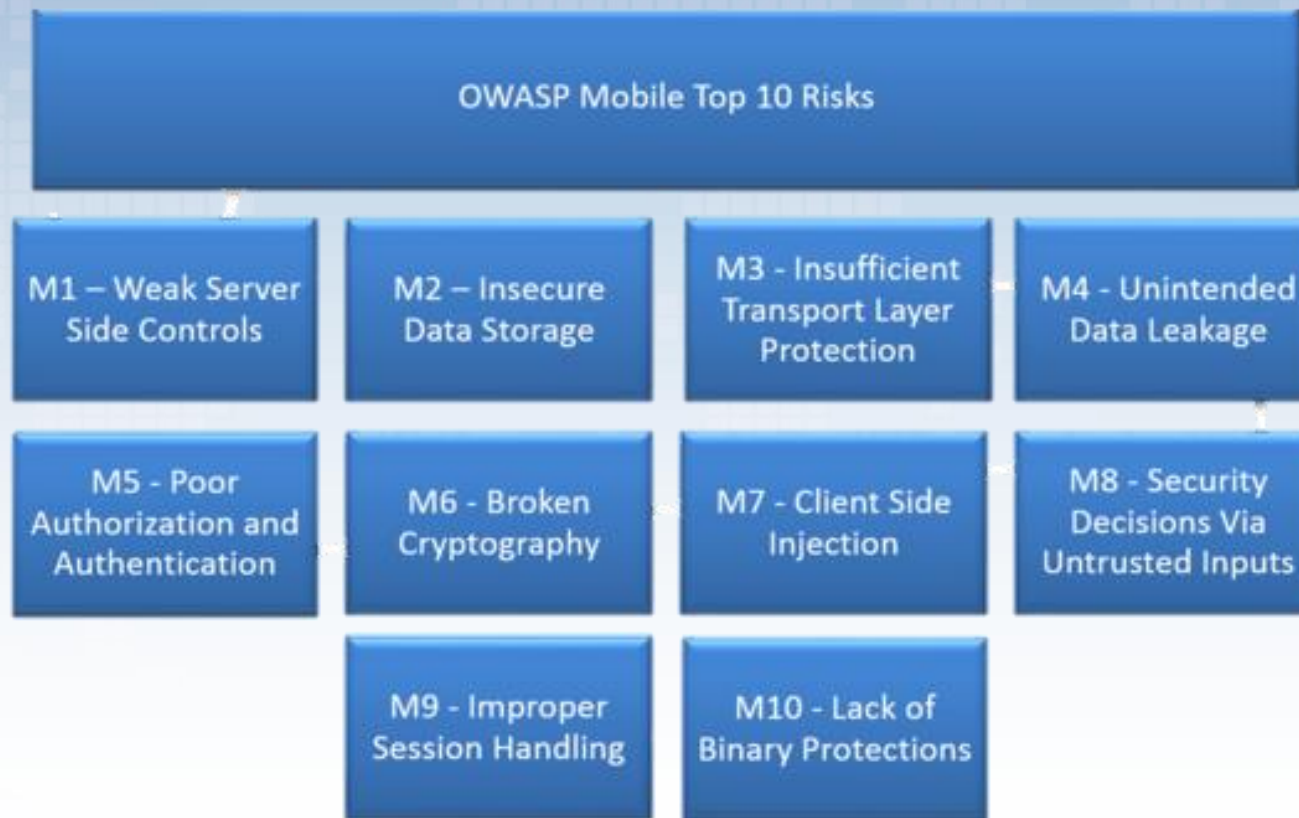 OWASP Mobile Top 10 Risks
M1 – Weak Server
Side Controls
M2 – Insecure
Data Storage
M3 - Insufficient
Transport Layer
Protection
M4 - Unintended
Data Leakage
M5 - Poor
Authorization and
Authentication
M6 - Broken
Cryptography
M7 - Client Side
Injection
M8 - Security
Decisions Via
Untrusted Inputs
M9 - Improper
Session Handling
M10 - Lack of
Binary Protections